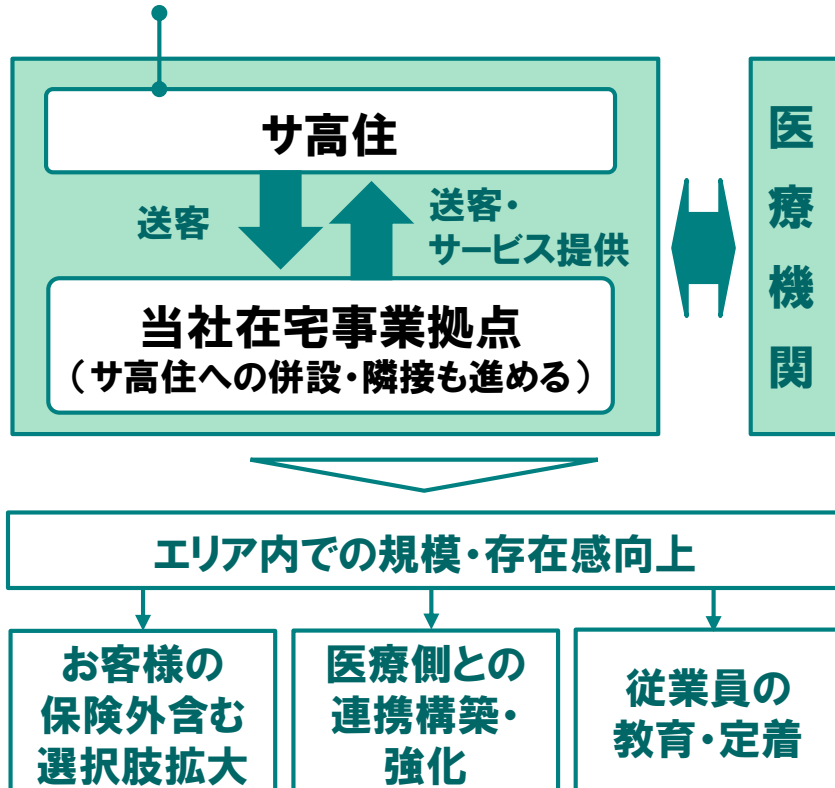 サ高住
送客
送客・
サービス提供
当社在宅事業拠点
（サ高住への併設・隣接も進める）
医療機関
エリア内での規模・存在感向上
お客様の
保険外含む
選択肢拡大
医療側との
連携構築・
強化
従業員の
教育・定着